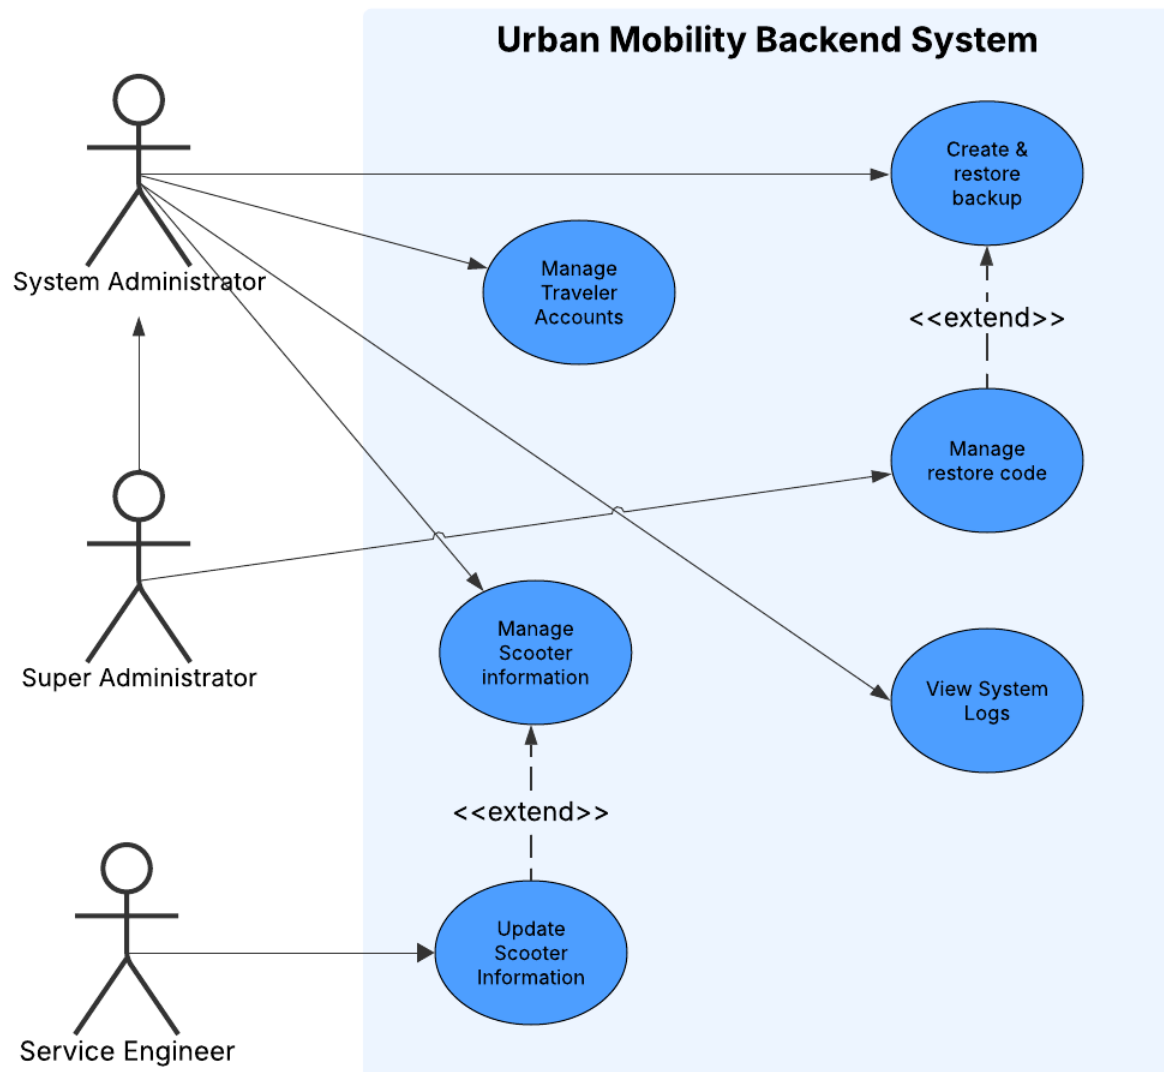 Urban Mobility Backend System
Create &
restore
backup
Manage
Traveler
Accounts
System Administrator
<<extend>>
Manage
restore code
Manage
Scooter
information
Super Administrator
View System
Logs
<<extend>>
Update
Scooter
Information
Service Engineer